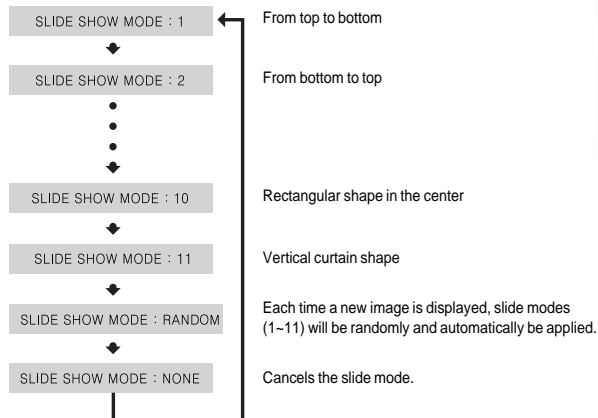 SLIDE SHOW MODE : 1
From top to bottom
SLIDE SHOW MODE : 2
From bottom to top
SLIDE SHOW MODE : 10
Rectangular shape in the center
SLIDE SHOW MODE : 11
Vertical curtain shape
SLIDE SHOW MODE : RANDOM
Each time a new image is displayed, slide modes
(1~11) will be randomly and automatically be applied.
SLIDE SHOW MODE : NONE
Cancels the slide mode.